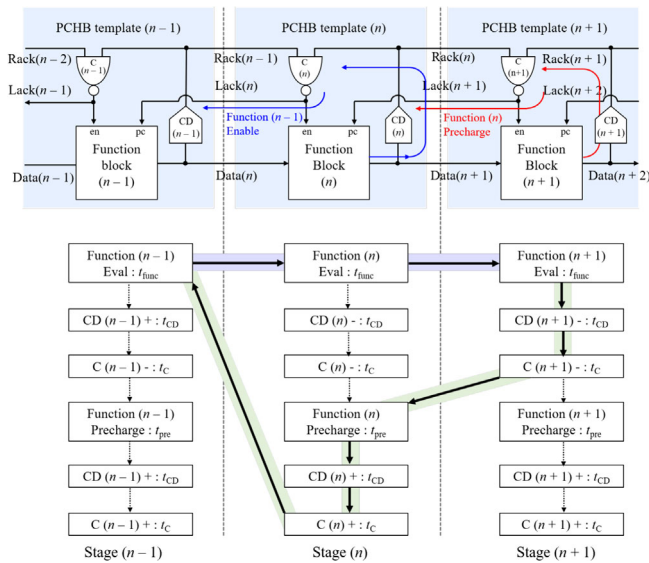 PCHB template (n − 1)
PCHB template (n)
PCHB template (n + 1)
Rack(n−2)
C
(n−1)
Rack(n−1)
C
(n)
Rack(n)
C
(n+1)
Rack(n+1)
Lack(n−1)
Lack(n)
Lack(n+1)
Lack(n + 2)
Function (n −1)
Enable
Function (n)
Precharge
en
pc
CD
(n −1)
en
pc
CD
(n)
en
pc
CD
(n +1)
Function
block
(n −1)
Function
Block
(n)
Function
Block
(n +1)
Data(n −1)
Data(n)
Data(n + 1)
Data(n + 2)
Function (n −1)
Eval : tfunc
Function (n)
Eval : tfunc
Function (n +1)
Eval : tfunc
CD (n −1) + : tCD
CD (n) - : tCD
CD (n +1) - : tCD
C (n −1) - : tC
C (n) - : tC
C (n +1) - : tC
Function (n −1)
Precharge : tpre
Function (n)
Precharge : tpre
Function (n +1)
Precharge : tpre
CD (n −1) + : tCD
CD (n) + : tCD
CD (n +1) + : tCD
C (n −1) + : tC
C (n) + : tC
C (n +1) + : tC
Stage (n −1)
Stage (n)
Stage (n +1)